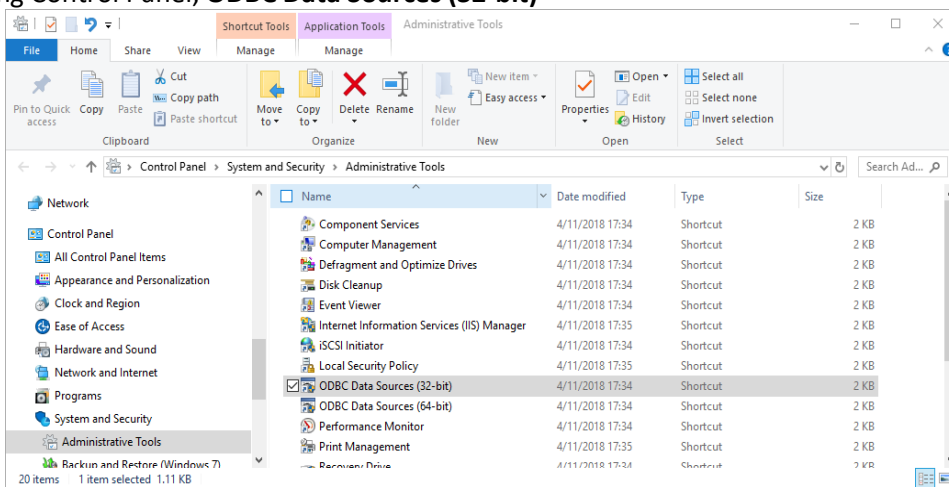 ng Control Panel, ODBC Data Sources (32-bit)
Shortcut Tools Application Tools Administrative Tools
File Home Share View Manage Manage
Pin to Quick access
Copy
Paste
Cut
Copy path
Paste shortcut
Clipboard
Move to
Copy to
Delete
Rename
Organize
New folder
New item
Easy access
New
Properties
Open
Edit
History
Open
Select all
Select none
Invert selection
Select
Control Panel > System and Security > Administrative Tools
Search Ad...
Network
Control Panel
All Control Panel Items
Appearance and Personalization
Clock and Region
Ease of Access
Hardware and Sound
Network and Internet
Programs
System and Security
Administrative Tools
Backup and Restore (Windows 7)
Name Date modified Type Size
Component Services 4/11/2018 17:34 Shortcut 2 KB
Computer Management 4/11/2018 17:34 Shortcut 2 KB
Defragment and Optimize Drives 4/11/2018 17:34 Shortcut 2 KB
Disk Cleanup 4/11/2018 17:34 Shortcut 2 KB
Event Viewer 4/11/2018 17:34 Shortcut 2 KB
Internet Information Services (IIS) Manager 4/11/2018 17:35 Shortcut 2 KB
iSCSI Initiator 4/11/2018 17:34 Shortcut 2 KB
Local Security Policy 4/11/2018 17:35 Shortcut 2 KB
ODBC Data Sources (32-bit) 4/11/2018 17:34 Shortcut 2 KB
ODBC Data Sources (64-bit) 4/11/2018 17:34 Shortcut 2 KB
Performance Monitor 4/11/2018 17:34 Shortcut 2 KB
Print Management 4/11/2018 17:35 Shortcut 2 KB
Recovery Drive 4/11/2018 17:34 Shortcut 2 KB
20 items 1 item selected 1.11 KB